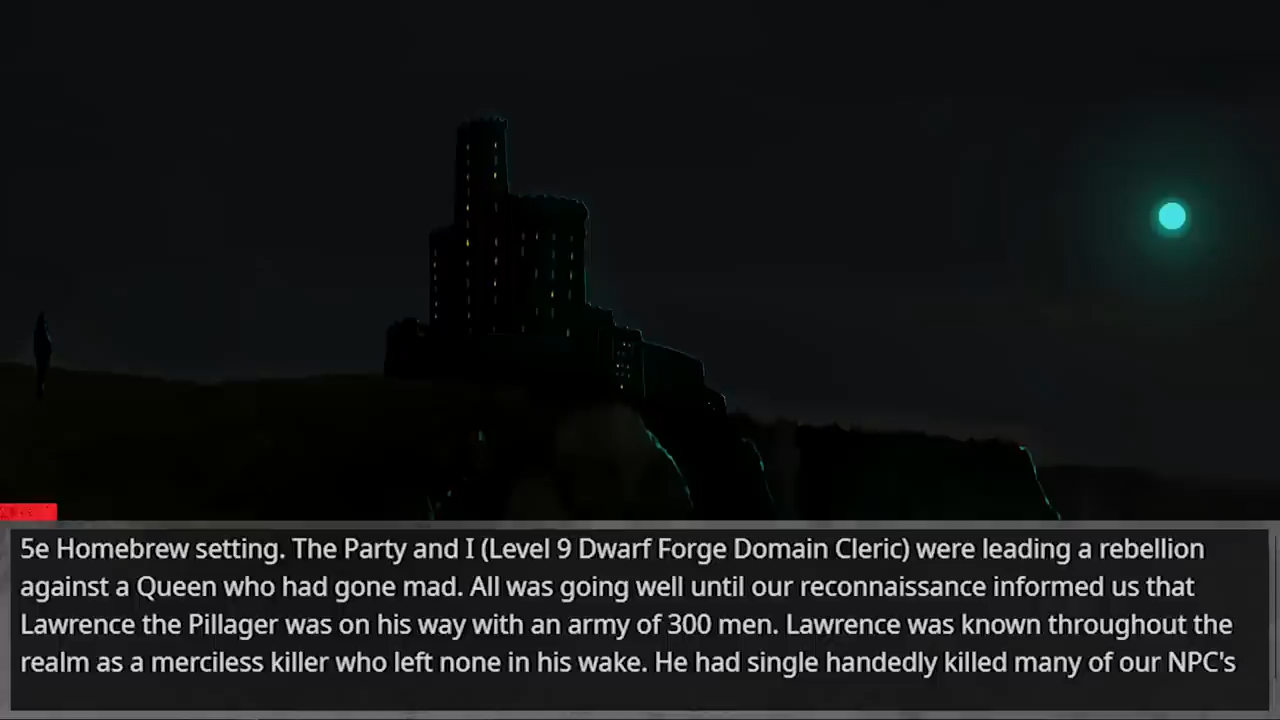 5e Homebrew setting. The Party and I (Level 9 Dwarf Forge Domain Cleric) were leading a rebellion
against a Queen who had gone mad. All was going well until our reconnaissance informed us that
Lawrence the Pillager was on his way with an army of 300 men. Lawrence was known throughout the
realm as a merciless killer who left none in his wake. He had single handedly killed many of our NPC's